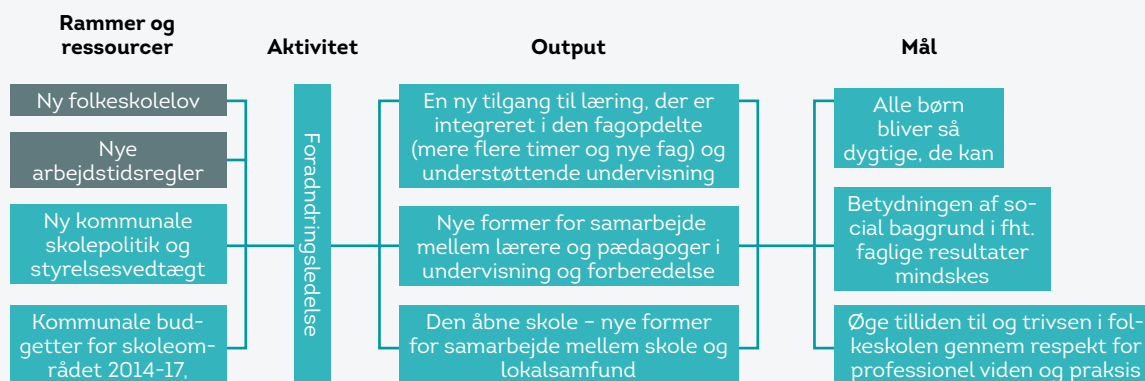 Rammer og
ressourcer
Aktivitet
Output
Mål
Ny folkeskolelov
Nye
arbejdstidsregler
Ny kommunale
skolepolitik og
styrelsesvedtægt
Kommunale bud-
getter for skoleom-
rådet 2014-17,
Foradndringsledelse
En ny tilgang til læring, der er
integreret i den fagopdelte
(mere flere timer og nye fag) og
understøttende undervisning
Nye former for samarbejde
mellem lærere og pædagoger i
undervisning og forberedelse
Den åbne skole – nye former
for samarbejde mellem skole og
lokalsamfund
Alle børn
bliver så
dygtige, de kan
Betydningen af so-
cial baggrund i fht.
faglige resultater
mindskes
Øge tilliden til og trivsen i fol-
keskolen gennem respekt for
professionel viden og praksis